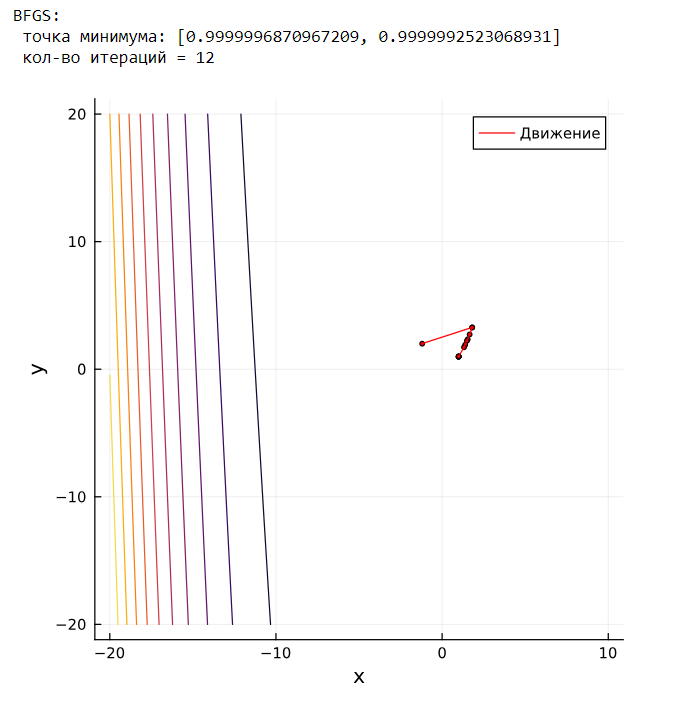 BFGS:
точка минимума: [0.9999996870967209, 0.9999992523068931]
кол-во итераций = 12
Движение
20
10
0
−10
−20
y
−20
−10
0
10
x